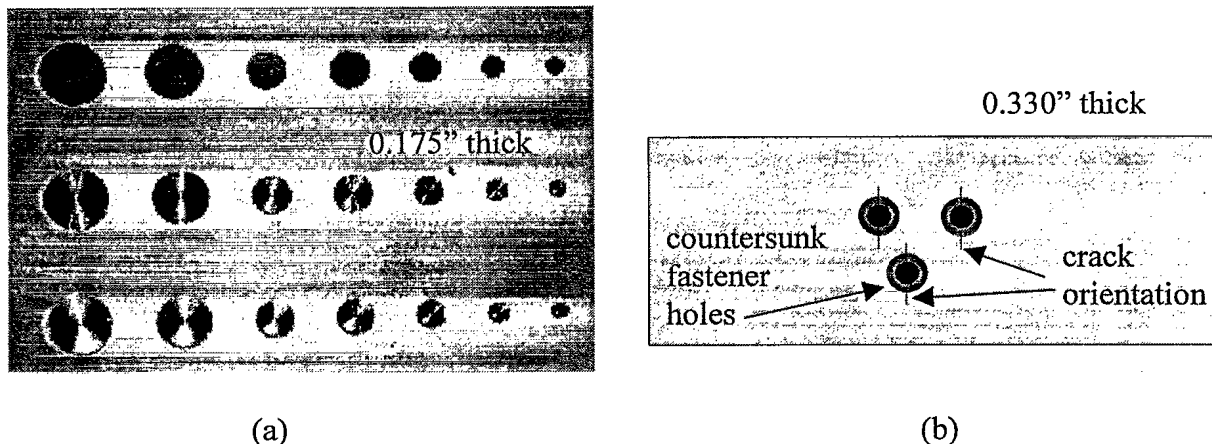 0.175” thick
(a)
0.330” thick
countersunk
fastener
holes
crack
orientation
(b)